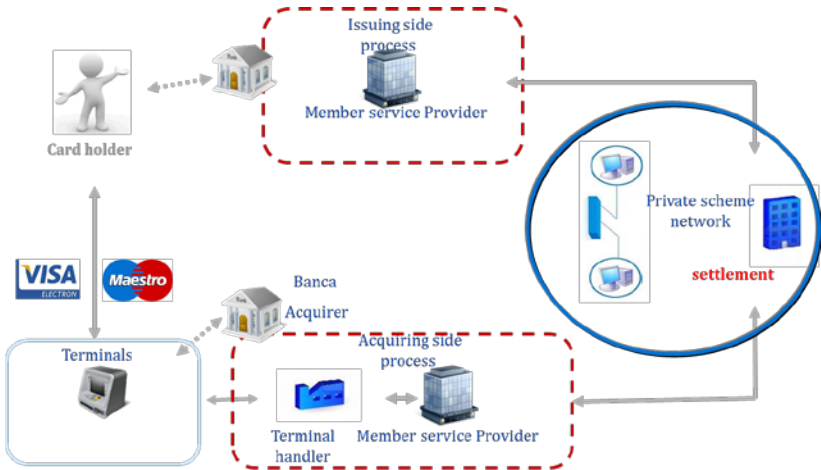 Issuing side
process
Member service Provider
Card holder
Private scheme
network
settlement
VISA
ELECTRON
Maestro
Banca
Acquirer
Terminals
Acquiring side
process
Terminal
handler
Member service Provider